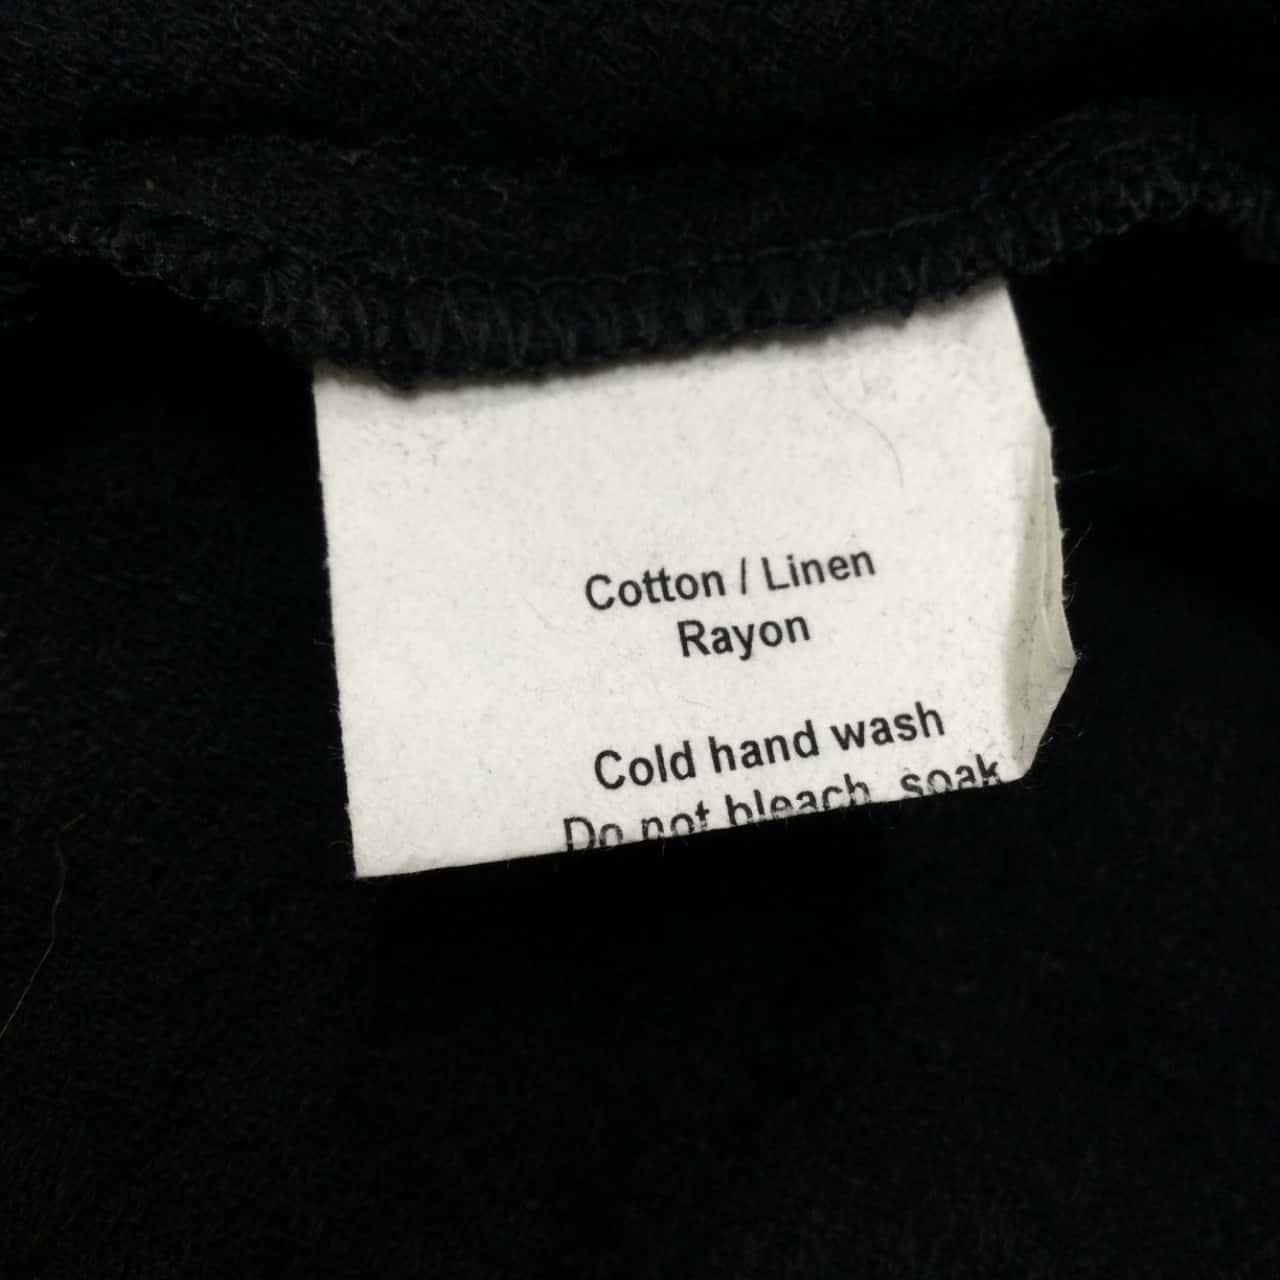 Cotton / Linen
Rayon
Cold hand wash
Do not bleach, soak